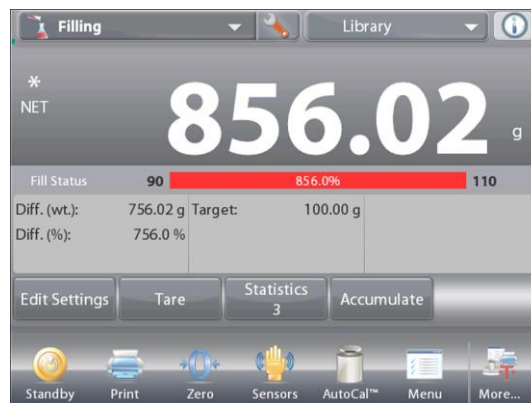 Filling
Library
*
NET
856.02 g
Fill Status 90 856.0% 110
Diff. (wt.): 756.02 g Target: 100.00 g
Diff. (%): 756.0 %
Edit Settings
Tare
Statistics
3
Accumulate
Standby
Print
Zero
Sensors
AutoCal™
Menu
More...